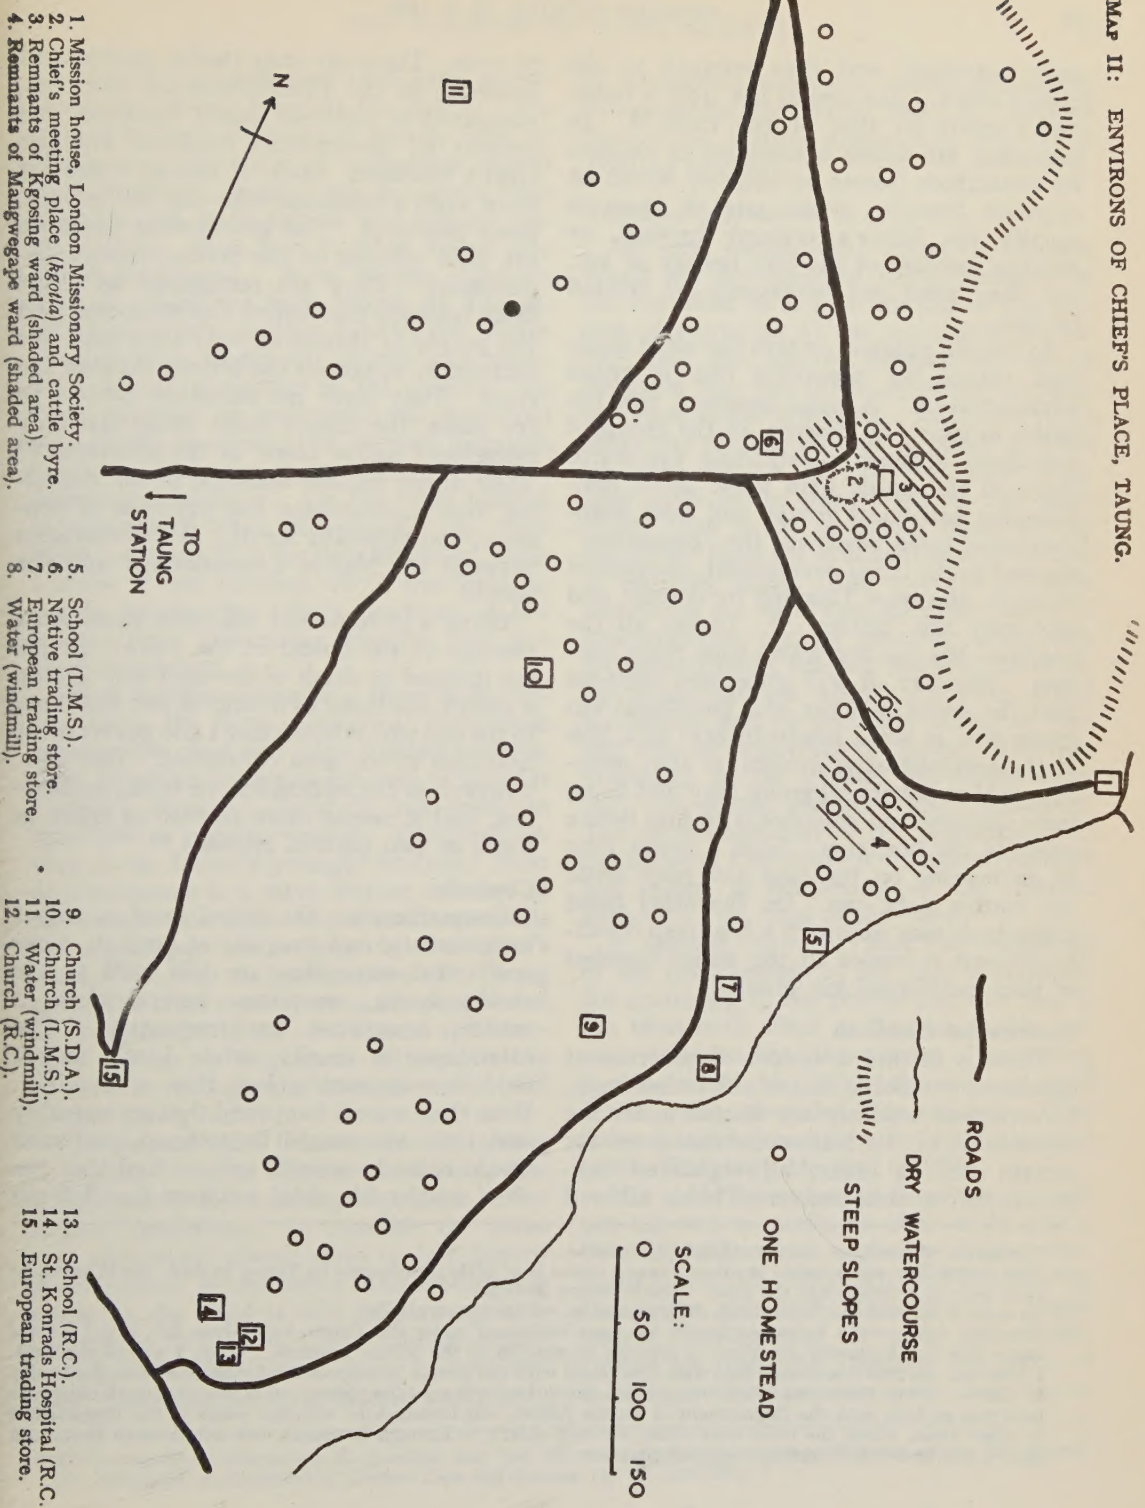 MAP II: ENVIRONS OF CHIEF'S PLACE, TAUNG.
1
2
3
4
5
6
7
8
9
10
11
12
13
14
15
N
TO
TAUNG
STATION
ROADS
DRY WATERCOURSE
STEEP SLOPES
ONE HOMESTEAD
SCALE:
0 50 100 150
1. Mission house, London Missionary Society.
2. Chief's meeting place (kgotla) and cattle byre.
3. Remnants of Kgosing ward (shaded area).
4. Remnants of Mangwegape ward (shaded area).
5. School (L.M.S.).
6. Native trading store.
7. European trading store.
8. Water (windmill).
9. Church (S.D.A.).
10. Church (L.M.S.).
11. Water (windmill).
12. Church (R.C.).
13. School (R.C.).
14. St. Konrads Hospital (R.C.
15. European trading store.